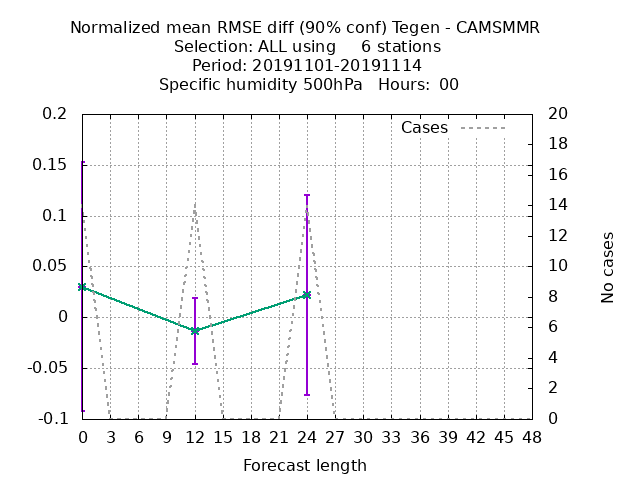 Normalized mean RMSE diff (90% conf) Tegen - CAMSMMR
Selection: ALL using     6 stations
Period: 20191101-20191114
Specific humidity 500hPa   Hours:  00
0.2
0.15
0.1
0.05
0
-0.05
-0.1
Cases
20
18
16
14
12
10
8
6
4
2
0
No cases
0 3 6 9 12 15 18 21 24 27 30 33 36 39 42 45 48
Forecast length